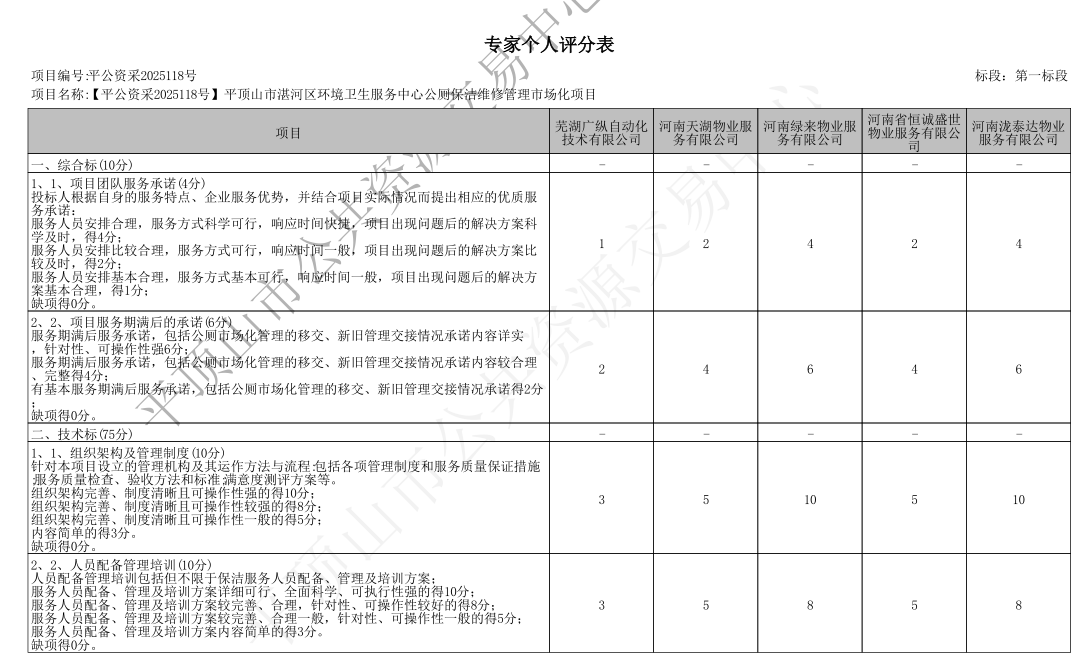 专家个人评分表
项目编号:平公资采2025118号
标段：第一标段
项目名称:【平公资采2025118号】平顶山市湛河区环境卫生服务中心公厕保洁维修管理市场化项目
项目
芜湖广纵自动化
技术有限公司
河南天湖物业服
务有限公司
河南绿来物业服
务有限公司
河南省恒诚盛世
物业服务有限公
司
河南泷泰达物业
服务有限公司
一、综合标(10分)
－ － － － －
1、1、项目团队服务承诺(4分)
投标人根据自身的服务特点、企业服务优势，并结合项目实际情况而提出相应的优质服
务承诺：
服务人员安排合理，服务方式科学可行，响应时间快捷，项目出现问题后的解决方案科
学及时，得4分；
服务人员安排比较合理，服务方式可行，响应时间一般，项目出现问题后的解决方案比
较及时，得2分；
服务人员安排基本合理，服务方式基本可行，响应时间一般，项目出现问题后的解决方
案基本合理，得1分；
缺项得0分。
1 2 4 2 4
2、2、项目服务期满后的承诺(6分)
服务期满后服务承诺，包括公厕市场化管理的移交、新旧管理交接情况承诺内容详实
，针对性、可操作性强6分；
服务期满后服务承诺，包括公厕市场化管理的移交、新旧管理交接情况承诺内容较合理
、完整得4分；
有基本服务期满后服务承诺，包括公厕市场化管理的移交、新旧管理交接情况承诺得2分
；
缺项得0分。
2 4 6 4 6
二、技术标(75分)
－ － － － －
1、1、组织架构及管理制度(10分)
针对本项目设立的管理机构及其运作方法与流程:包括各项管理制度和服务质量保证措施
;服务质量检查、验收方法和标准;满意度测评方案等。
组织架构完善、制度清晰且可操作性强的得10分；
组织架构完善、制度清晰且可操作性较强的得8分；
组织架构完善、制度清晰且可操作性一般的得5分；
内容简单的得3分。
缺项得0分。
3 5 10 5 10
2、2、人员配备管理培训(10分)
人员配备管理培训包括但不限于保洁服务人员配备、管理及培训方案；
服务人员配备、管理及培训方案详细可行、全面科学、可执行性强的得10分；
服务人员配备、管理及培训方案较完善、合理，针对性、可操作性较好的得8分；
服务人员配备、管理及培训方案较完善、合理一般，针对性、可操作性一般的得5分；
服务人员配备、管理及培训方案内容简单的得3分。
缺项得0分。
3 5 8 5 8
平顶山市公共资源交易中心
平顶山市公共资源交易中心